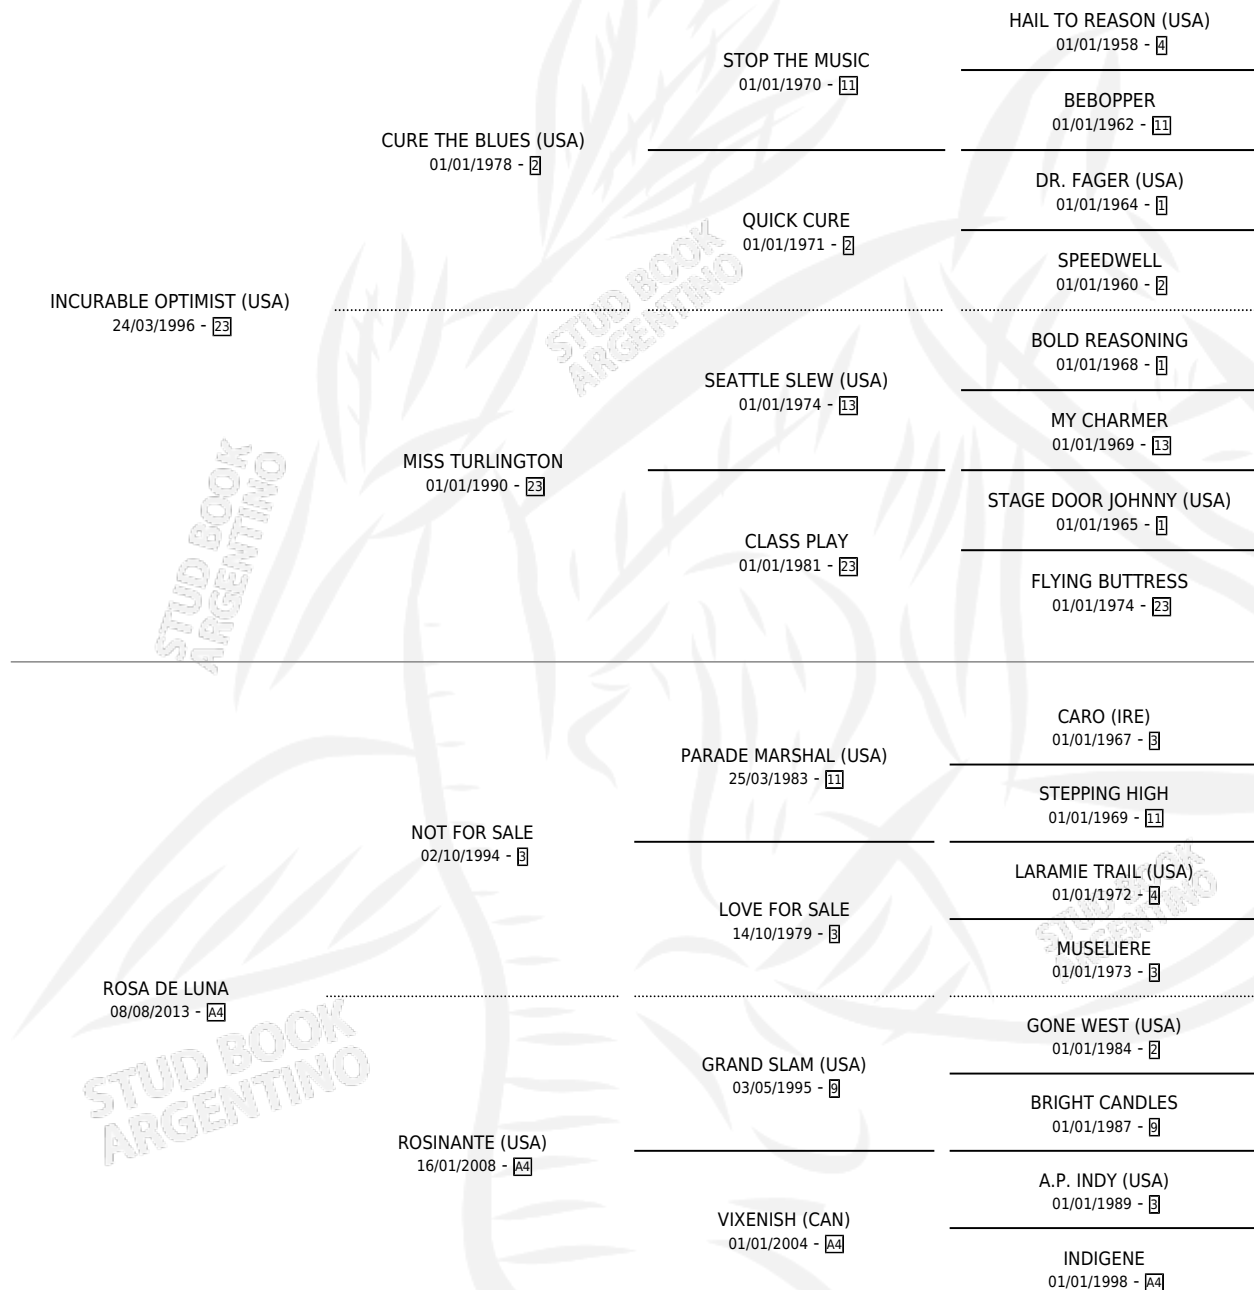 HAIL TO REASON (USA)
01/01/1958 - 4
STOP THE MUSIC
01/01/1970 - 11
BEBOPPER
01/01/1962 - 11
CURE THE BLUES (USA)
01/01/1978 - 2
DR. FAGER (USA)
01/01/1964 - 1
QUICK CURE
01/01/1971 - 2
SPEEDWELL
01/01/1960 - 2
INCURABLE OPTIMIST (USA)
24/03/1996 - 23
BOLD REASONING
01/01/1968 - 1
SEATTLE SLEW (USA)
01/01/1974 - 13
MY CHARMER
01/01/1969 - 13
MISS TURLINGTON
01/01/1990 - 23
STAGE DOOR JOHNNY (USA)
01/01/1965 - 1
CLASS PLAY
01/01/1981 - 23
FLYING BUTTRESS
01/01/1974 - 23
CARO (IRE)
01/01/1967 - 3
PARADE MARSHAL (USA)
25/03/1983 - 11
STEPPING HIGH
01/01/1969 - 11
NOT FOR SALE
02/10/1994 - 3
LARAMIE TRAIL (USA)
01/01/1972 - 4
LOVE FOR SALE
14/10/1979 - 3
MUSELIERE
01/01/1973 - 3
ROSA DE LUNA
08/08/2013 - A4
GONE WEST (USA)
01/01/1984 - 2
GRAND SLAM (USA)
03/05/1995 - 9
BRIGHT CANDLES
01/01/1987 - 9
ROSINANTE (USA)
16/01/2008 - A4
A.P. INDY (USA)
01/01/1989 - 3
VIXENISH (CAN)
01/01/2004 - A4
INDIGENE
01/01/1998 - A4
STUD BOOK
ARGENTINO
STUD BOOK
ARGENTINO
STUD BOOK
ARGENTINO
STUD BOOK
ARGENTINO